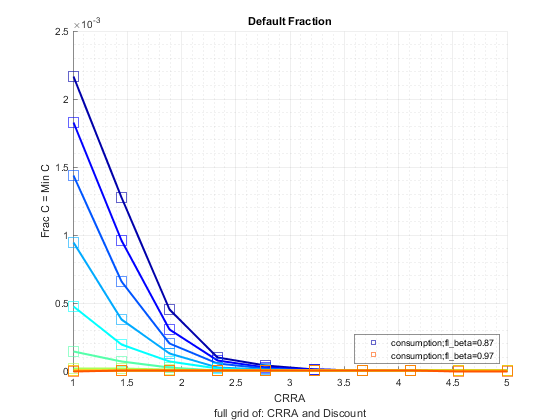 Default Fraction
×10⁻³
2.5
2
1.5
1
0.5
0
Frac C = Min C
1 1.5 2 2.5 3 3.5 4 4.5 5
consumption;fl_beta=0.87
consumption;fl_beta=0.97
CRRA
full grid of: CRRA and Discount